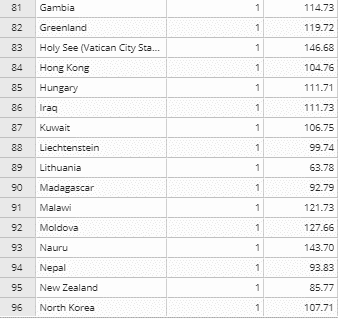 81 Gambia 1 114.73
82 Greenland 1 119.72
83 Holy See (Vatican City Sta... 1 146.68
84 Hong Kong 1 104.76
85 Hungary 1 111.71
86 Iraq 1 111.73
87 Kuwait 1 106.75
88 Liechtenstein 1 99.74
89 Lithuania 1 63.78
90 Madagascar 1 92.79
91 Malawi 1 121.73
92 Moldova 1 127.66
93 Nauru 1 143.70
94 Nepal 1 93.83
95 New Zealand 1 85.77
96 North Korea 1 107.71